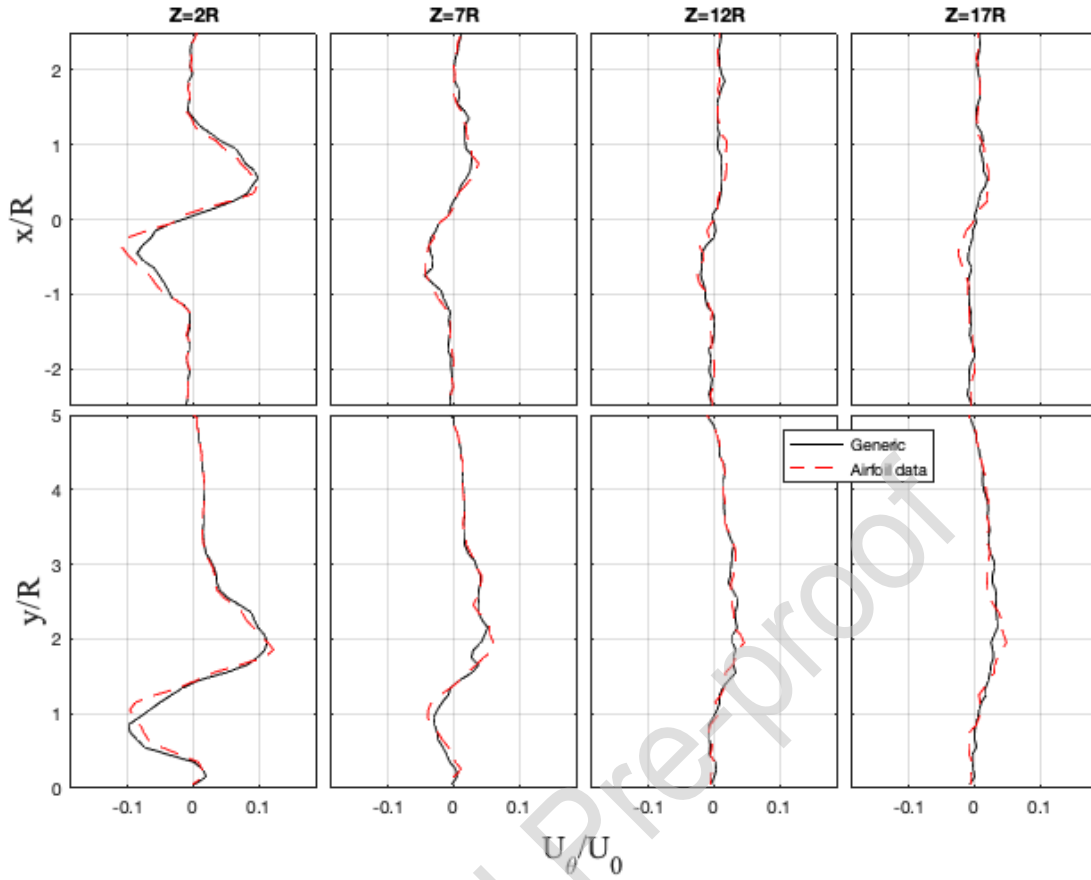 Z=2R Z=7R Z=12R Z=17R
x/R
2
1
0
-1
-2
y/R
5
4
3
2
1
0
Generic
Airfoil data
-0.1 0 0.1 -0.1 0 0.1 -0.1 0 0.1 -0.1 0 0.1
U_θ/U_0
Pre-proof